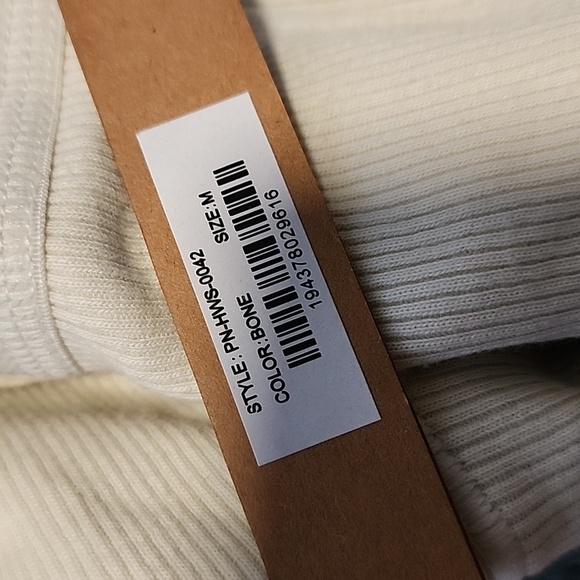 STYLE: PN-HWS-0042
COLOR:BONE SIZE:M
194378029616